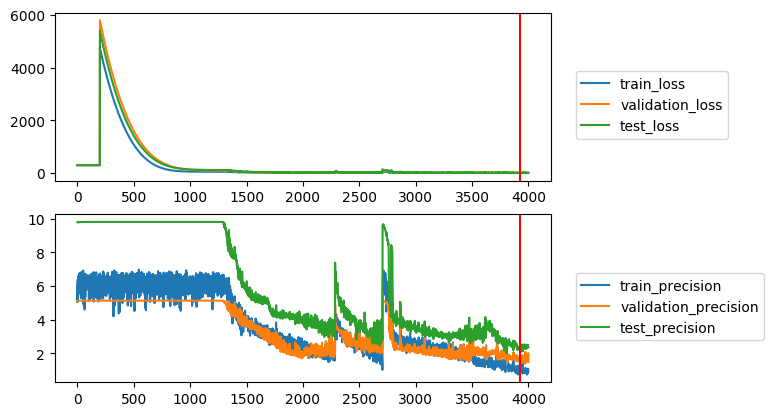 6000
4000
2000
0
0 500 1000 1500 2000 2500 3000 3500 4000
train_loss
validation_loss
test_loss
10
8
6
4
2
0 500 1000 1500 2000 2500 3000 3500 4000
train_precision
validation_precision
test_precision